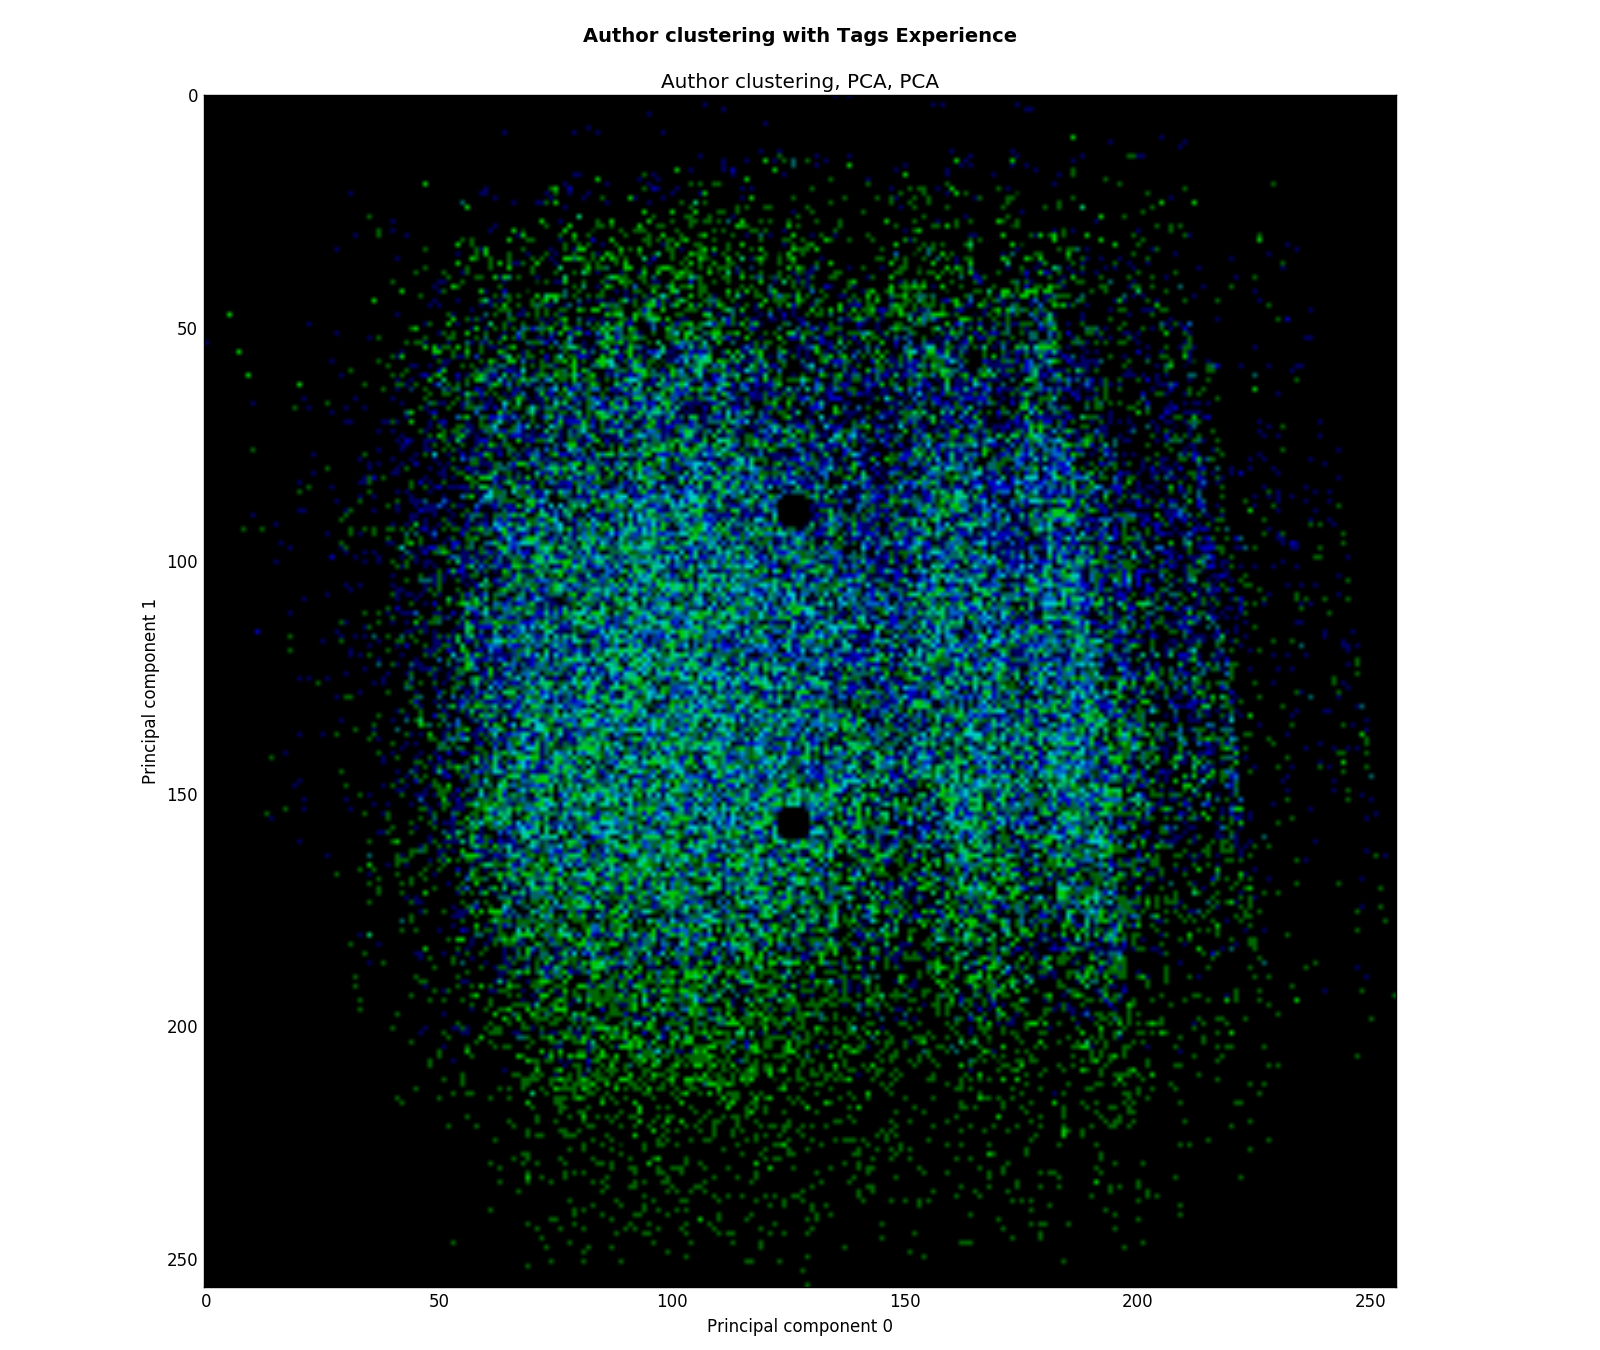 Author clustering with Tags Experience
Author clustering, PCA, PCA
0
50
100
150
200
250
Principal component 1
0 50 100 150 200 250
Principal component 0